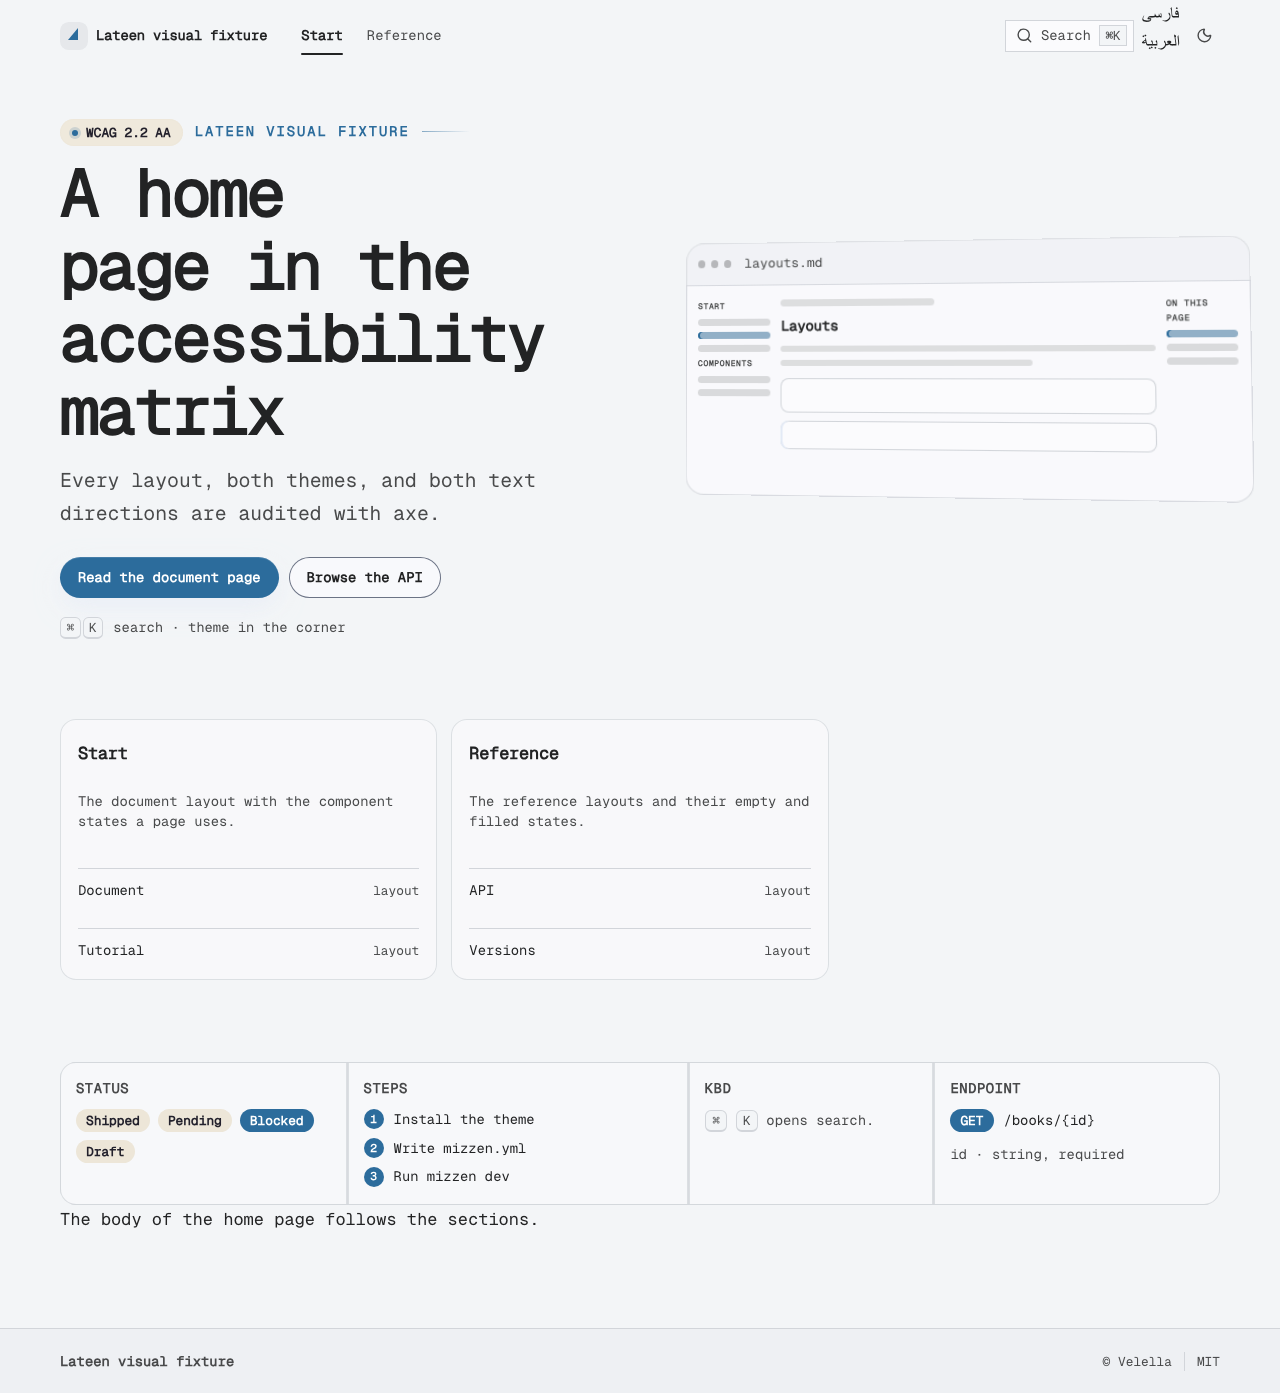 Lateen visual fixture
Start
Reference
Search ⌘K
فارسی
العربية
WCAG 2.2 AA
LATEEN VISUAL FIXTURE
A home
page in the
accessibility
matrix
Every layout, both themes, and both text
directions are audited with axe.
Read the document page
Browse the API
⌘ K search · theme in the corner
layouts.md
START
COMPONENTS
Layouts
ON THIS
PAGE
Start
The document layout with the component
states a page uses.
Document layout
Tutorial layout
Reference
The reference layouts and their empty and
filled states.
API layout
Versions layout
STATUS
Shipped Pending Blocked
Draft
STEPS
1 Install the theme
2 Write mizzen.yml
3 Run mizzen dev
KBD
⌘ K opens search.
ENDPOINT
GET /books/{id}
id · string, required
The body of the home page follows the sections.
Lateen visual fixture
© Velella
MIT